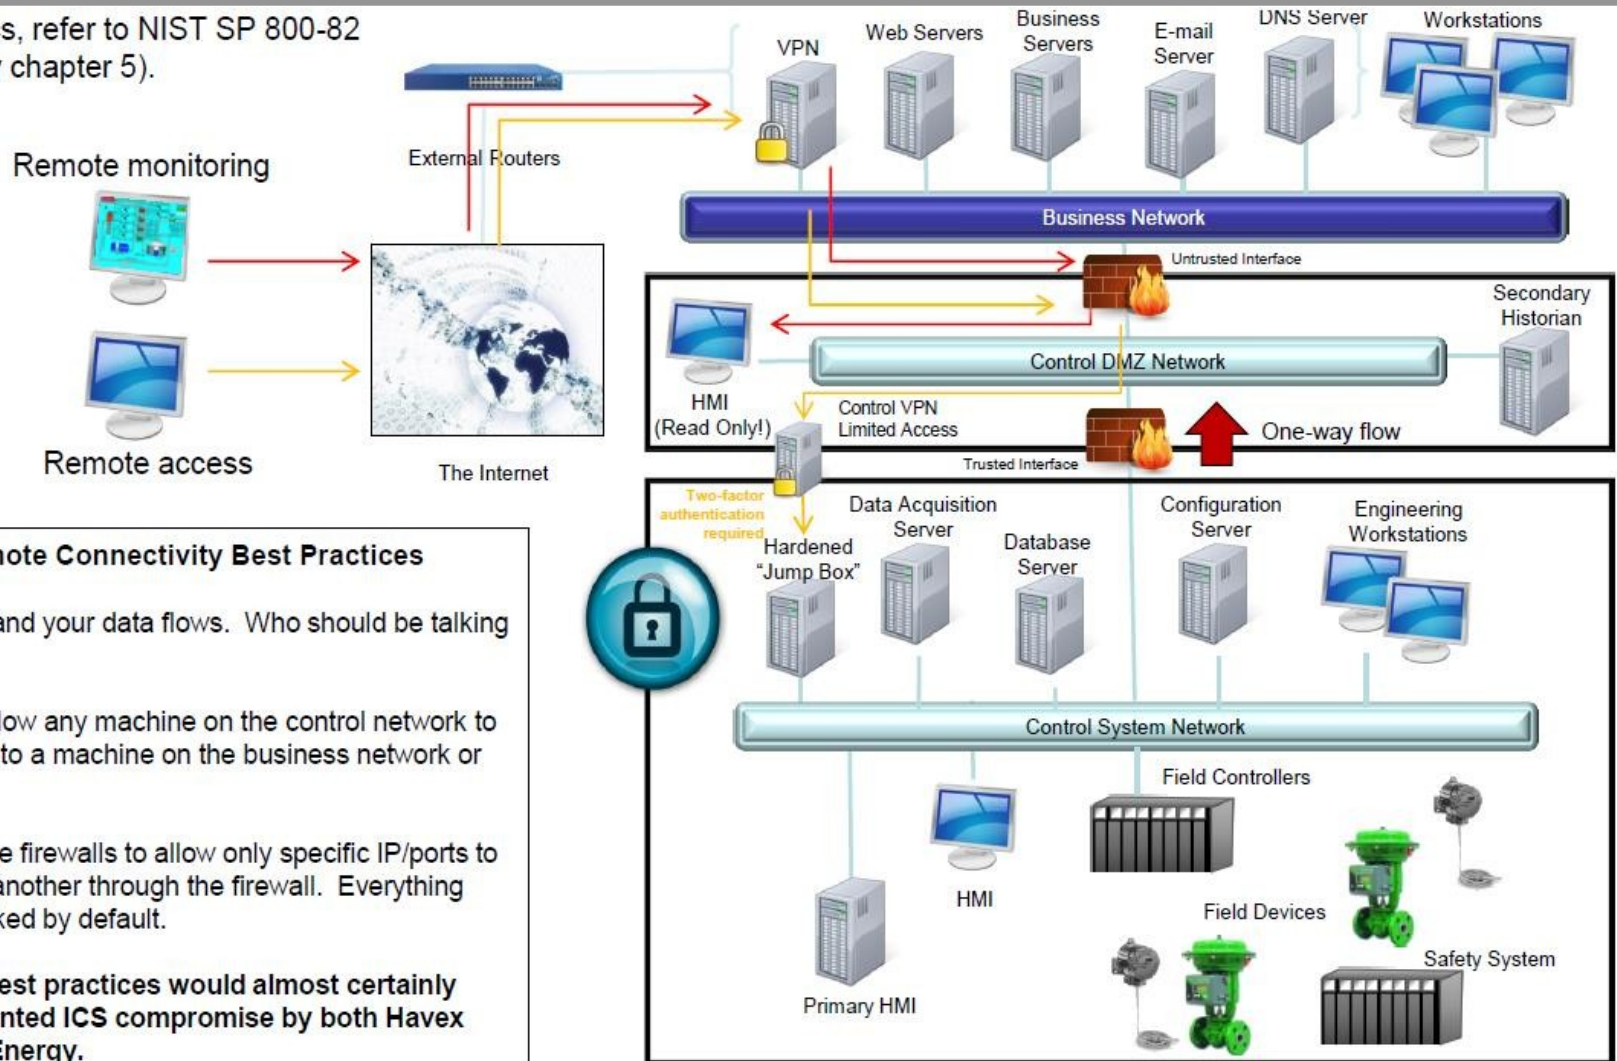 s, refer to NIST SP 800-82
chapter 5).
Remote monitoring
Remote access
External Routers
The Internet
VPN
Web Servers
Business
Servers
E-mail
Server
DNS Server
Workstations
Business Network
Untrusted Interface
Secondary
Historian
Control DMZ Network
HMI
(Read Only!)
Control VPN
Limited Access
One-way flow
Trusted Interface
Two-factor
authentication
required
Hardened
"Jump Box"
Data Acquisition
Server
Database
Server
Configuration
Server
Engineering
Workstations
Control System Network
Field Controllers
HMI
Primary HMI
Field Devices
Safety System
note Connectivity Best Practices
and your data flows. Who should be talking
low any machine on the control network to
to a machine on the business network or
e firewalls to allow only specific IP/ports to
another through the firewall. Everything
ked by default.
est practices would almost certainly
nted ICS compromise by both Havex
Energy.